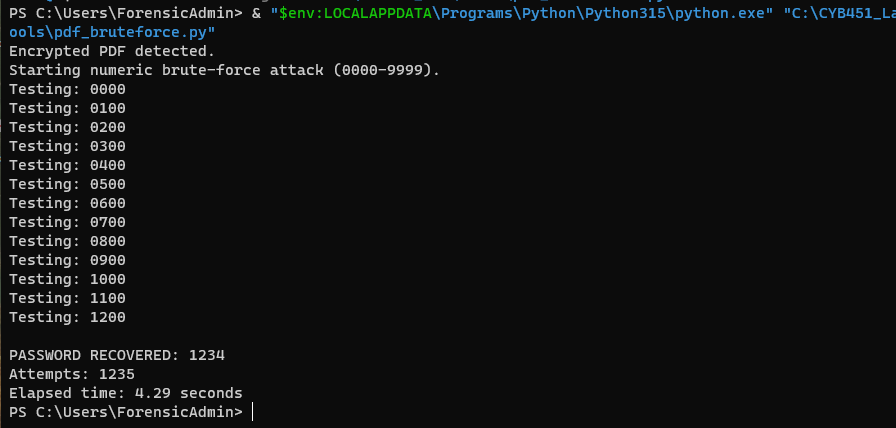 PS C:\Users\ForensicAdmin> & "$env:LOCALAPPDATA\Programs\Python\Python315\python.exe" "C:\CYB451_La
ools\pdf_bruteforce.py"
Encrypted PDF detected.
Starting numeric brute-force attack (0000-9999).
Testing: 0000
Testing: 0100
Testing: 0200
Testing: 0300
Testing: 0400
Testing: 0500
Testing: 0600
Testing: 0700
Testing: 0800
Testing: 0900
Testing: 1000
Testing: 1100
Testing: 1200
PASSWORD RECOVERED: 1234
Attempts: 1235
Elapsed time: 4.29 seconds
PS C:\Users\ForensicAdmin>